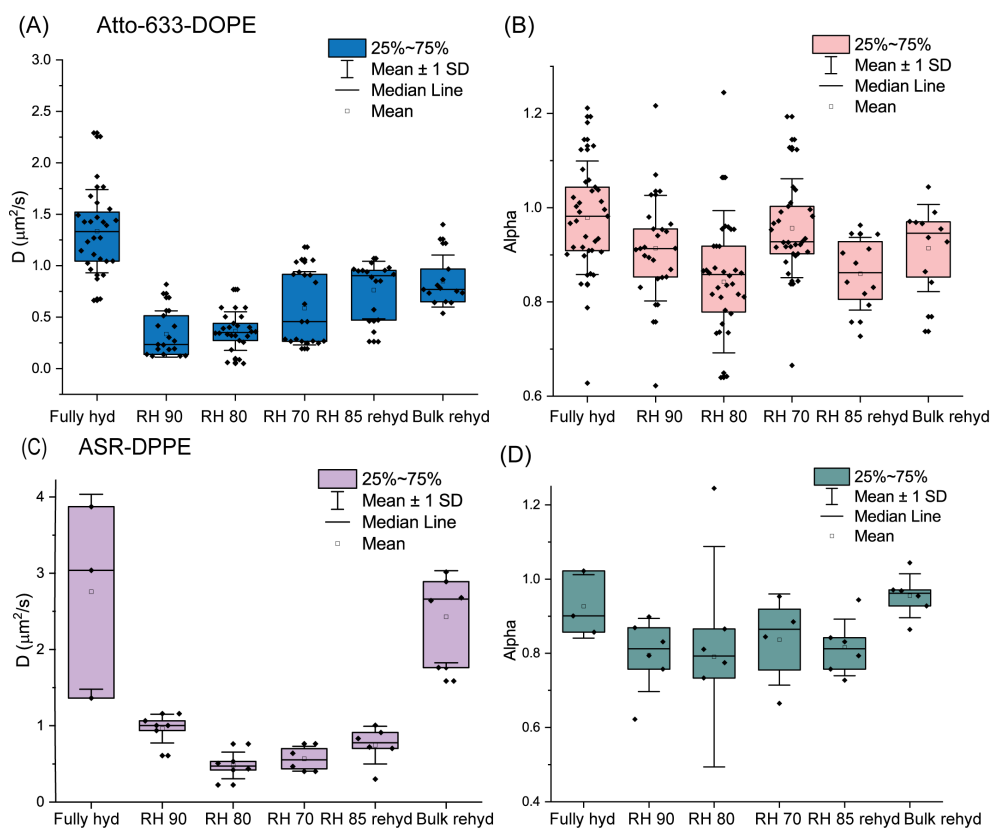 (A) Atto-633-DOPE
25%~75%
Mean ± 1 SD
Median Line
Mean
D (μm²/s)
3.0
2.5
2.0
1.5
1.0
0.5
0.0
Fully hyd RH 90 RH 80 RH 70 RH 85 rehyd Bulk rehyd
(B)
25%~75%
Mean ± 1 SD
Median Line
Mean
Alpha
1.2
1.0
0.8
0.6
Fully hyd RH 90 RH 80 RH 70 RH 85 rehyd Bulk rehyd
(C) ASR-DPPE
25%~75%
Mean ± 1 SD
Median Line
Mean
D (μm²/s)
4
3
2
1
0
Fully hyd RH 90 RH 80 RH 70 RH 85 rehyd Bulk rehyd
(D)
25%~75%
Mean ± 1 SD
Median Line
Mean
Alpha
1.2
1.0
0.8
0.6
0.4
Fully hyd RH 90 RH 80 RH 70 RH 85 rehyd Bulk rehyd